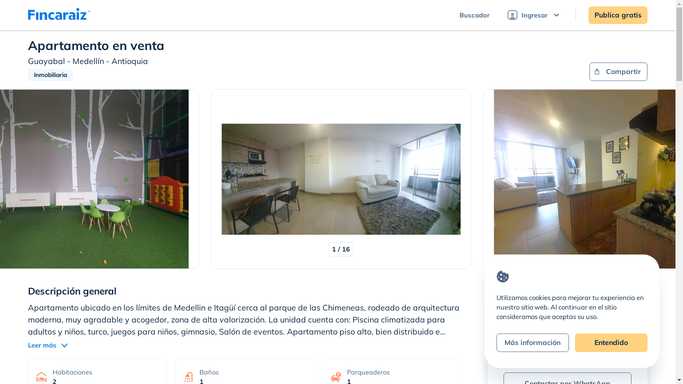 Fincaraiz
Buscador
Ingresar
Publica gratis
Apartamento en venta
Guayabal - Medellín - Antioquia
Inmobiliaria
Compartir
1 / 16
Descripción general
Apartamento ubicado en los límites de Medellin e Itagüí cerca al parque de las Chimeneas, rodeado de arquitectura
moderna, muy agradable y acogedor, zona de alta valorización. La unidad cuenta con: Piscina climatizada para
adultos y niños, turco, juegos para niños, gimnasio, Salón de eventos. Apartamento piso alto, bien distribuido e...
Leer más
Habitaciones
2
Baños
1
Parqueaderos
1
Utilizamos cookies para mejorar tu experiencia en
nuestro sitio web. Al continuar en el sitio
consideramos que aceptas su uso.
Más información
Entendido
Contactar por WhatsApp